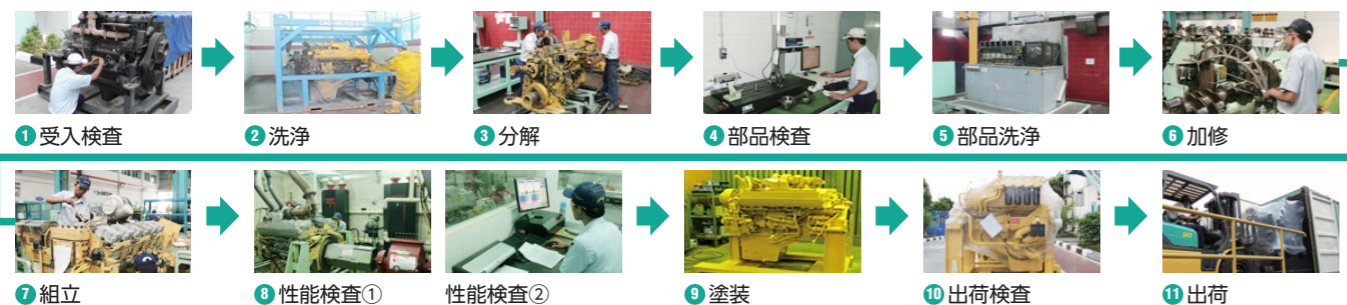 ❶受入検査
❷洗浄
❸分解
❹部品検査
❺部品洗浄
❻加修
❼組立
❽性能検査①
性能検査②
❾塗装
❿出荷検査
⓫出荷